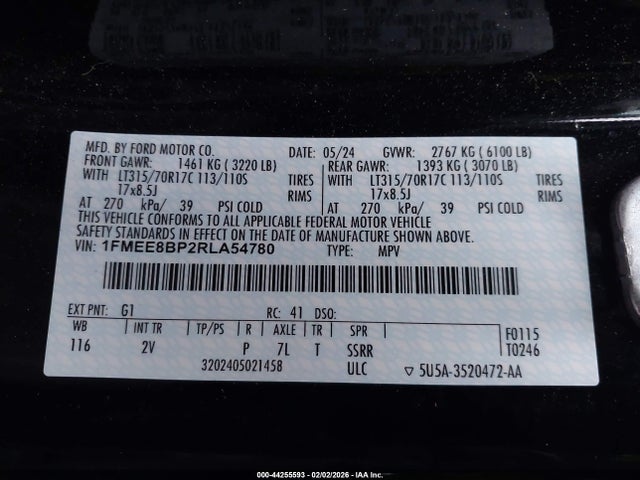 MFD. BY FORD MOTOR CO. DATE: 05/24 GVWR: 2767 KG ( 6100 LB)
FRONT GAWR: 1461 KG ( 3220 LB) REAR GAWR: 1393 KG ( 3070 LB)
WITH LT315/70R17C 113/110S TIRES WITH LT315/70R17C 113/110S TIRES
17x8.5J RIMS 17x8.5J RIMS
AT 270 kPa/ 39 PSI COLD AT 270 kPa/ 39 PSI COLD
THIS VEHICLE CONFORMS TO ALL APPLICABLE FEDERAL MOTOR VEHICLE
SAFETY STANDARDS IN EFFECT ON THE DATE OF MANUFACTURE SHOWN ABOVE.
VIN: 1FMEE8BP2RLA54780 TYPE: MPV
EXT PNT: G1 RC: 41 DSO:
WB INT TR TP/PS R AXLE TR SPR F0115
116 2V P 7L T SSRR T0246
3202405021458 ULC ▽ 5U5A-3520472-AA
000-44255593 - 02/02/2026 - IAA Inc.